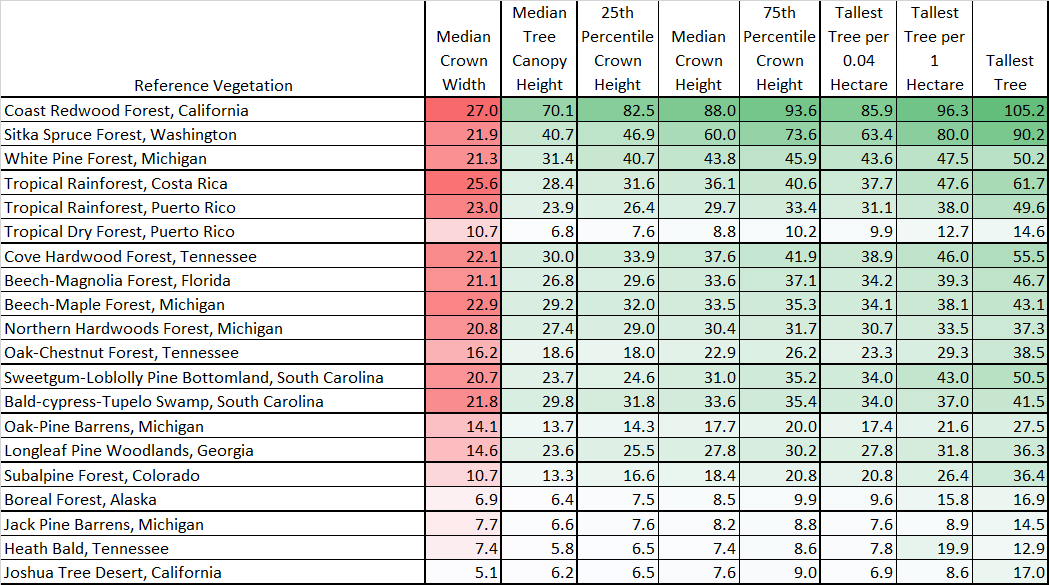 Reference Vegetation Median Crown Width Median Tree Canopy Height 25th Percentile Crown Height Median Crown Height 75th Percentile Crown Height Tallest Tree per 0.04 Hectare Tallest Tree per 1 Hectare Tallest Tree
Coast Redwood Forest, California 27.0 70.1 82.5 88.0 93.6 85.9 96.3 105.2
Sitka Spruce Forest, Washington 21.9 40.7 46.9 60.0 73.6 63.4 80.0 90.2
White Pine Forest, Michigan 21.3 31.4 40.7 43.8 45.9 43.6 47.5 50.2
Tropical Rainforest, Costa Rica 25.6 28.4 31.6 36.1 40.6 37.7 47.6 61.7
Tropical Rainforest, Puerto Rico 23.0 23.9 26.4 29.7 33.4 31.1 38.0 49.6
Tropical Dry Forest, Puerto Rico 10.7 6.8 7.6 8.8 10.2 9.9 12.7 14.6
Cove Hardwood Forest, Tennessee 22.1 30.0 33.9 37.6 41.9 38.9 46.0 55.5
Beech-Magnolia Forest, Florida 21.1 26.8 29.6 33.6 37.1 34.2 39.3 46.7
Beech-Maple Forest, Michigan 22.9 29.2 32.0 33.5 35.3 34.1 38.1 43.1
Northern Hardwoods Forest, Michigan 20.8 27.4 29.0 30.4 31.7 30.7 33.5 37.3
Oak-Chestnut Forest, Tennessee 16.2 18.6 18.0 22.9 26.2 23.3 29.3 38.5
Sweetgum-Loblolly Pine Bottomland, South Carolina 20.7 23.7 24.6 31.0 35.2 34.0 43.0 50.5
Bald-cypress-Tupelo Swamp, South Carolina 21.8 29.8 31.8 33.6 35.4 34.0 37.0 41.5
Oak-Pine Barrens, Michigan 14.1 13.7 14.3 17.7 20.0 17.4 21.6 27.5
Longleaf Pine Woodlands, Georgia 14.6 23.6 25.5 27.8 30.2 27.8 31.8 36.3
Subalpine Forest, Colorado 10.7 13.3 16.6 18.4 20.8 20.8 26.4 36.4
Boreal Forest, Alaska 6.9 6.4 7.5 8.5 9.9 9.6 15.8 16.9
Jack Pine Barrens, Michigan 7.7 6.6 7.6 8.2 8.8 7.6 8.9 14.5
Heath Bald, Tennessee 7.4 5.8 6.5 7.4 8.6 7.8 19.9 12.9
Joshua Tree Desert, California 5.1 6.2 6.5 7.6 9.0 6.9 8.6 17.0